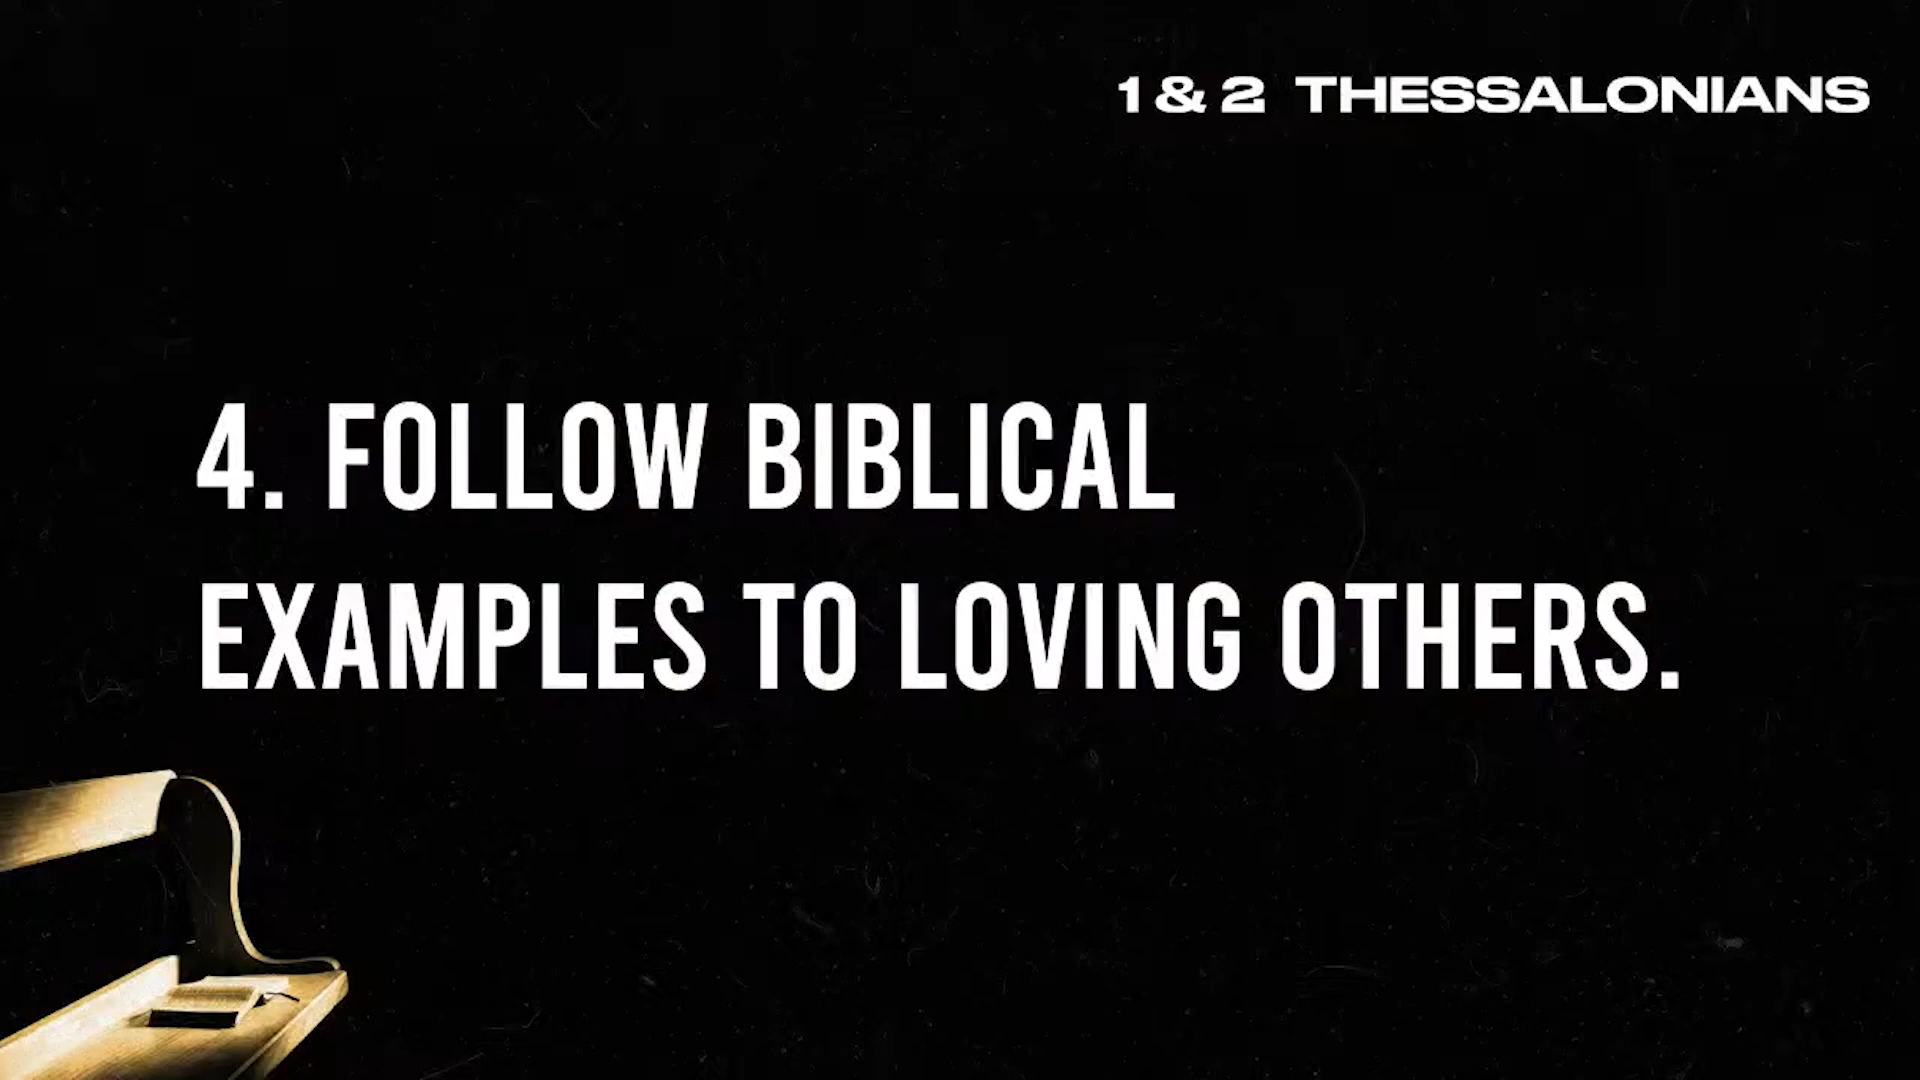 1 & 2 THESSALONIANS
4. FOLLOW BIBLICAL
EXAMPLES TO LOVING OTHERS.